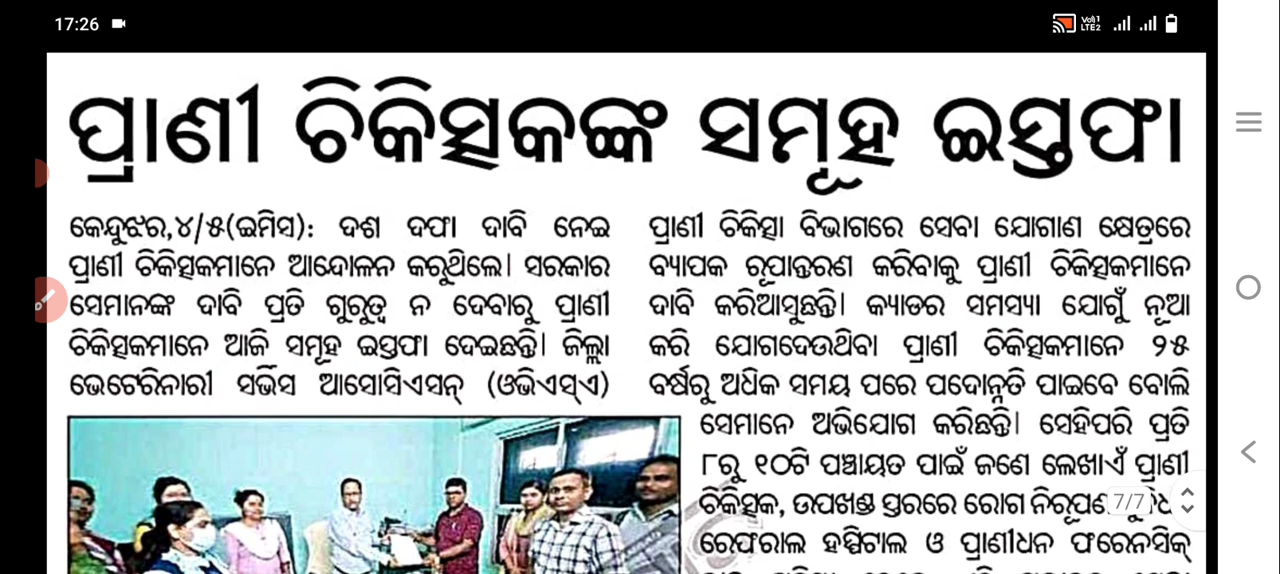 17:26
Vol)1
LTE2
ପ୍ରାଣୀ ଚିକିତ୍ସକଙ୍କ ସମୂହ ଇସ୍ତଫା
କେନ୍ଦୁଝର,୪/୫(ଇମିସ): ଦଶ ଦଫା ଦାବି ନେଇ
ପ୍ରାଣୀ ଚିକିତ୍ସକମାନେ ଆନ୍ଦୋଳନ କରୁଥିଲେ। ସରକାର
ସେମାନଙ୍କ ଦାବି ପ୍ରତି ଗୁରୁତ୍ୱ ନ ଦେବାରୁ ପ୍ରାଣୀ
ଚିକିତ୍ସକମାନେ ଆଜି ସମୂହ ଇସ୍ତଫା ଦେଇଛନ୍ତି। ଜିଲ୍ଲା
ଭେଟେରିନାରୀ ସର୍ଭିସ ଆସୋସିଏସନ୍ (ଓଭିଏସ୍ଏ)
ପ୍ରାଣୀ ଚିକିତ୍ସା ବିଭାଗରେ ସେବା ଯୋଗାଣ କ୍ଷେତ୍ରରେ
ବ୍ୟାପକ ରୂପାନ୍ତରଣ କରିବାକୁ ପ୍ରାଣୀ ଚିକିତ୍ସକମାନେ
ଦାବି କରିଆସୁଛନ୍ତି। କ୍ୟାଡର ସମସ୍ୟା ଯୋଗୁଁ ନୂଆ
କରି ଯୋଗଦେଉଥିବା ପ୍ରାଣୀ ଚିକିତ୍ସକମାନେ ୨୫
ବର୍ଷରୁ ଅଧିକ ସମୟ ପରେ ପଦୋନ୍ନତି ପାଇବେ ବୋଲି
ସେମାନେ ଅଭିଯୋଗ କରିଛନ୍ତି। ସେହିପରି ପ୍ରତି
୮ରୁ ୧୦ଟି ପଞ୍ଚାୟତ ପାଇଁ ଜଣେ ଲେଖାଏଁ ପ୍ରାଣୀ
ଚିକିତ୍ସକ, ଉପଖଣ୍ଡ ସ୍ତରରେ ରୋଗ
7/7
ରେଫରାଲ ହସ୍ପିଟାଲ ଓ ପ୍ରାଣୀଧନ ଫରେନସିକ୍